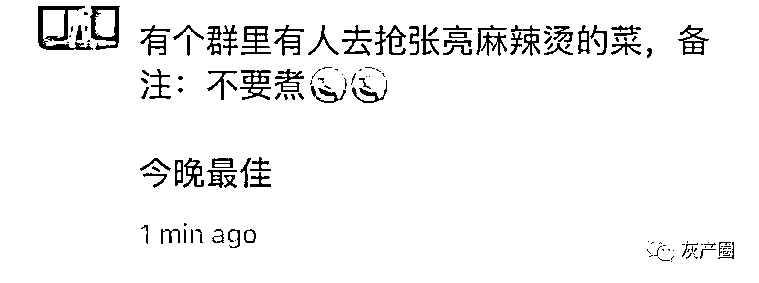 有个群里有人去抢张亮麻辣烫的菜，备
注：不要煮
今晚最佳
1 min ago
灰产圈